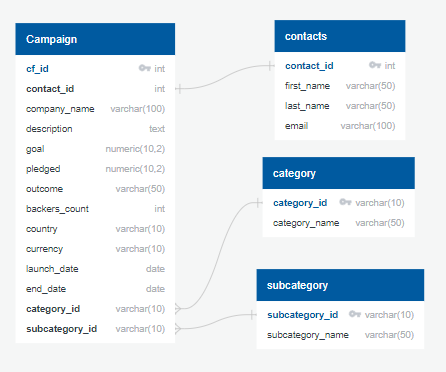 Campaign
cf_id int
contact_id int
company_name varchar(100)
description text
goal numeric(10,2)
pledged numeric(10,2)
outcome varchar(50)
backers_count int
country varchar(10)
currency varchar(10)
launch_date date
end_date date
category_id varchar(10)
subcategory_id varchar(10)
contacts
contact_id int
first_name varchar(50)
last_name varchar(50)
email varchar(100)
category
category_id varchar(10)
category_name varchar(50)
subcategory
subcategory_id varchar(10)
subcategory_name varchar(50)